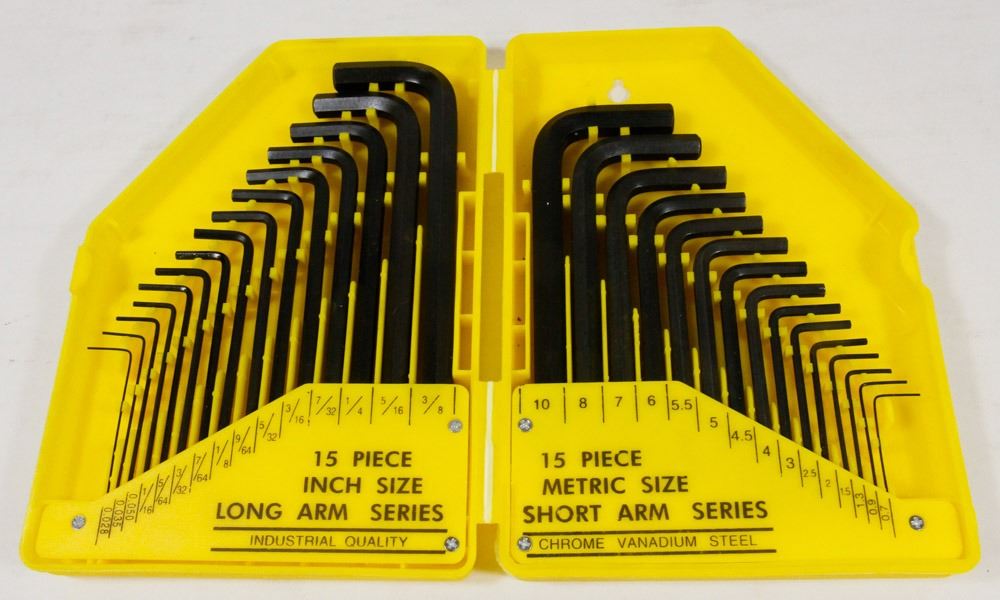 0.028 0.035 0.050 1/16 5/64 3/32 7/64 1/8 9/64 5/32 3/16 7/32 1/4 5/16 3/8
15 PIECE
INCH SIZE
LONG ARM SERIES
INDUSTRIAL QUALITY
10 8 7 6 5.5 5 4.5 4 3 2.5 2 1.5 1.3 0.9 0.7
15 PIECE
METRIC SIZE
SHORT ARM SERIES
CHROME VANADIUM STEEL